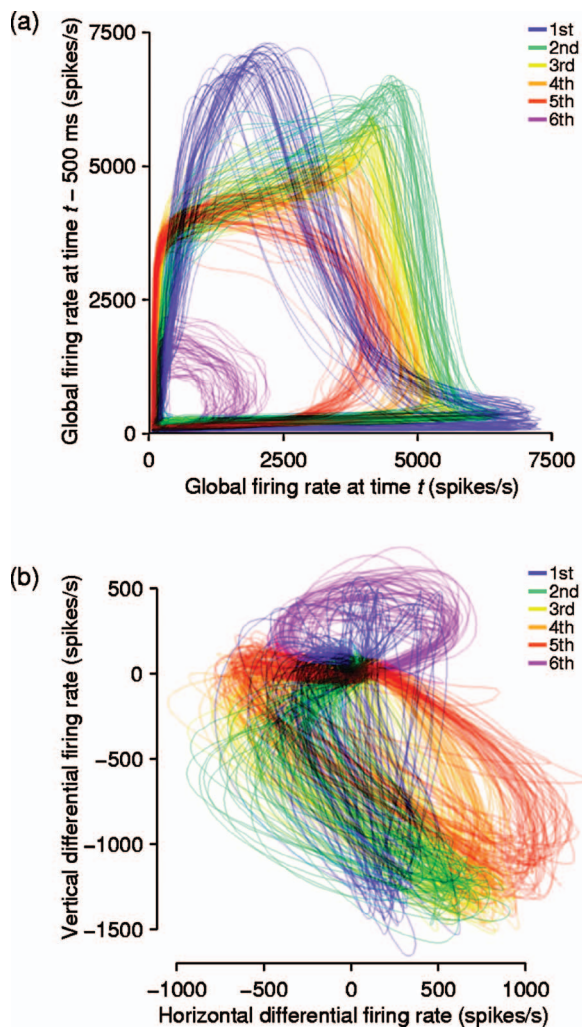 (a)
Global firing rate at time t − 500 ms (spikes/s)
7500
5000
2500
0
1st
2nd
3rd
4th
5th
6th
0 2500 5000 7500
Global firing rate at time t (spikes/s)
(b)
Vertical differential firing rate (spikes/s)
500
0
−500
−1000
−1500
1st
2nd
3rd
4th
5th
6th
−1000 −500 0 500 1000
Horizontal differential firing rate (spikes/s)